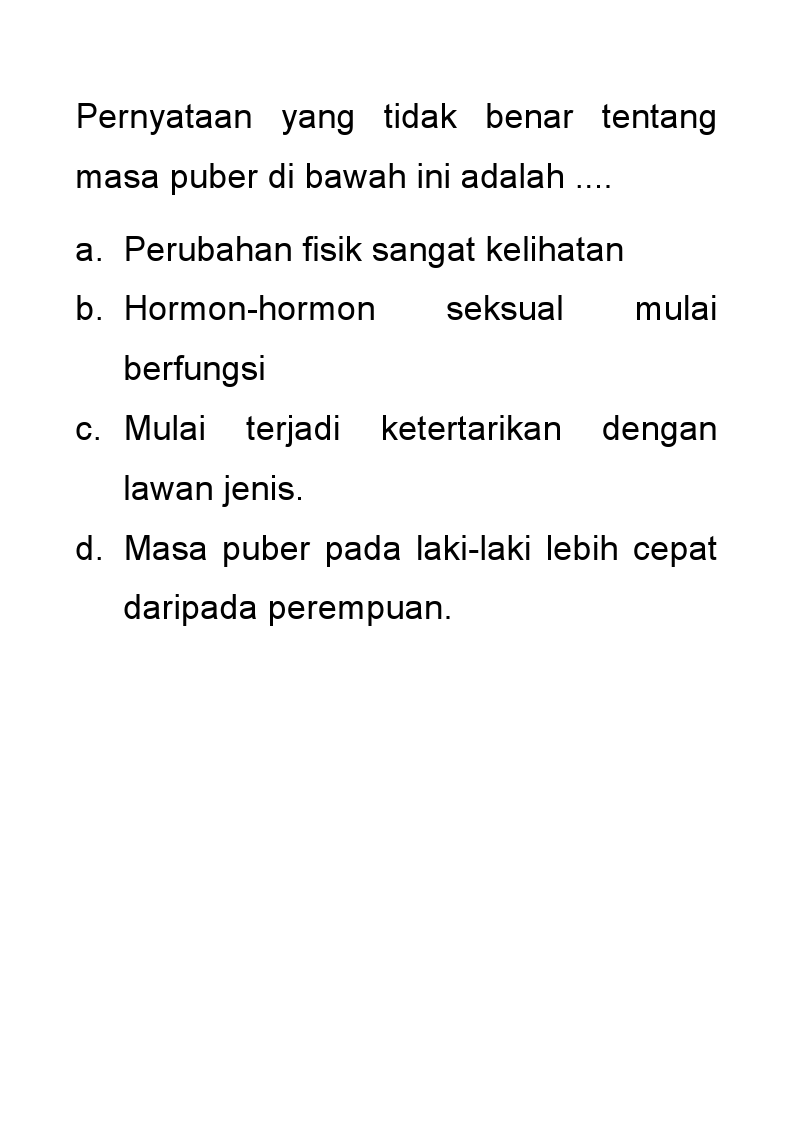 Pernyataan yang tidak benar tentang
masa puber di bawah ini adalah ....
a. Perubahan fisik sangat kelihatan
b. Hormon-hormon seksual mulai
berfungsi
c. Mulai terjadi ketertarikan dengan
lawan jenis.
d. Masa puber pada laki-laki lebih cepat
daripada perempuan.